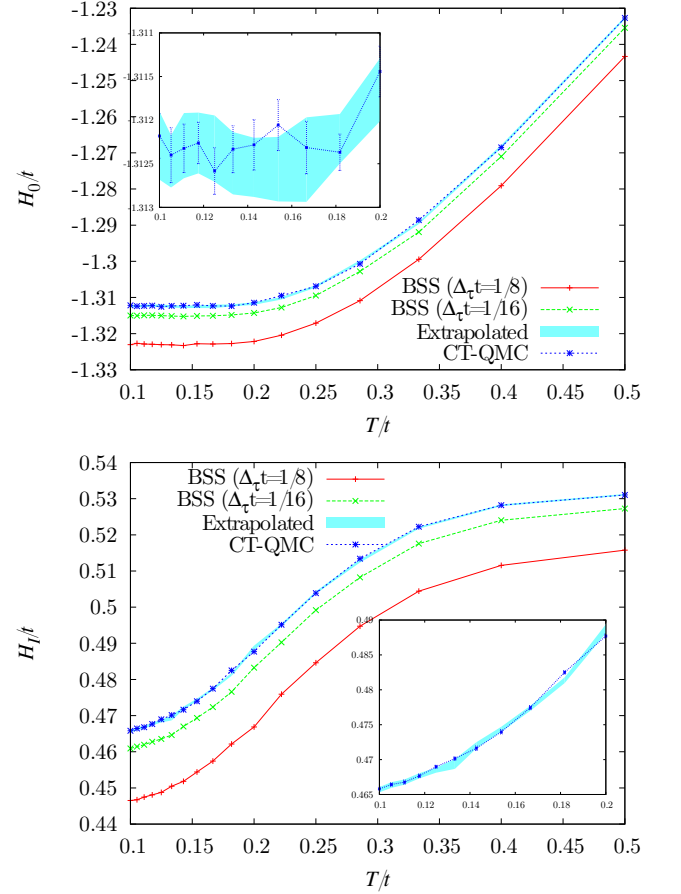 -1.23
-1.24
-1.26
-1.27
-1.28
-1.29
-1.3
-1.31
-1.32
-1.33
0.1 0.15 0.2 0.25 0.3 0.35 0.4 0.45 0.5
H0/t
T/t
BSS (Δτt=1/8)
BSS (Δτt=1/16)
Extrapolated
CT-QMC
-1.311
-1.3115
-1.312
-1.3125
-1.313
0.1 0.12 0.14 0.16 0.18 0.2
0.54
0.53
0.52
0.51
0.5
0.49
0.48
0.47
0.46
0.45
0.44
0.1 0.15 0.2 0.25 0.3 0.35 0.4 0.45 0.5
HI/t
T/t
BSS (Δτt=1/8)
BSS (Δτt=1/16)
Extrapolated
CT-QMC
0.49
0.485
0.48
0.475
0.47
0.465
0.1 0.12 0.14 0.16 0.18 0.2